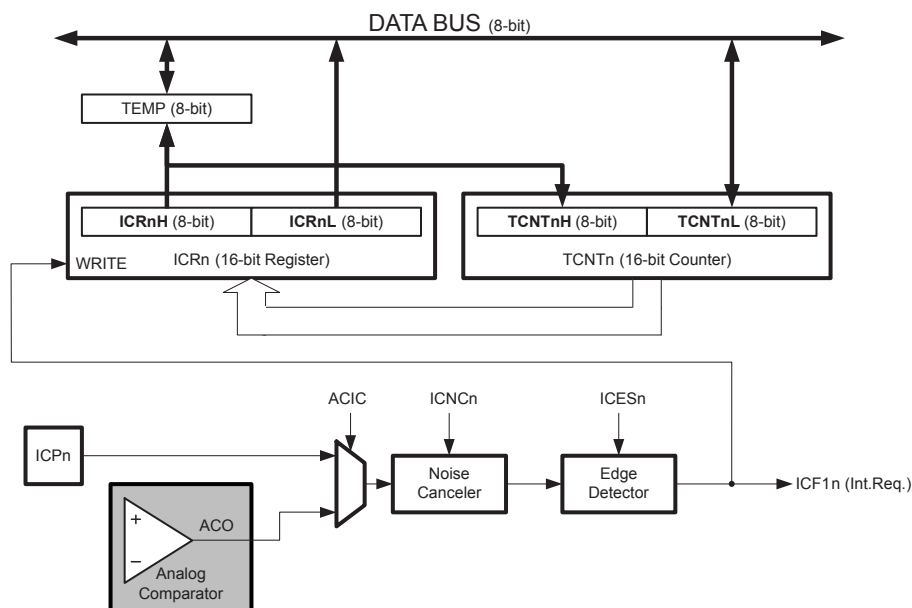 DATA BUS (8-bit)
TEMP (8-bit)
ICRnH (8-bit) ICRnL (8-bit)
TCNTnH (8-bit) TCNTnL (8-bit)
WRITE
ICRn (16-bit Register)
TCNTn (16-bit Counter)
ACIC
ICNCn
ICESn
ICPn
Noise
Canceler
Edge
Detector
ICF1n (Int.Req.)
+
ACO
−
Analog
Comparator